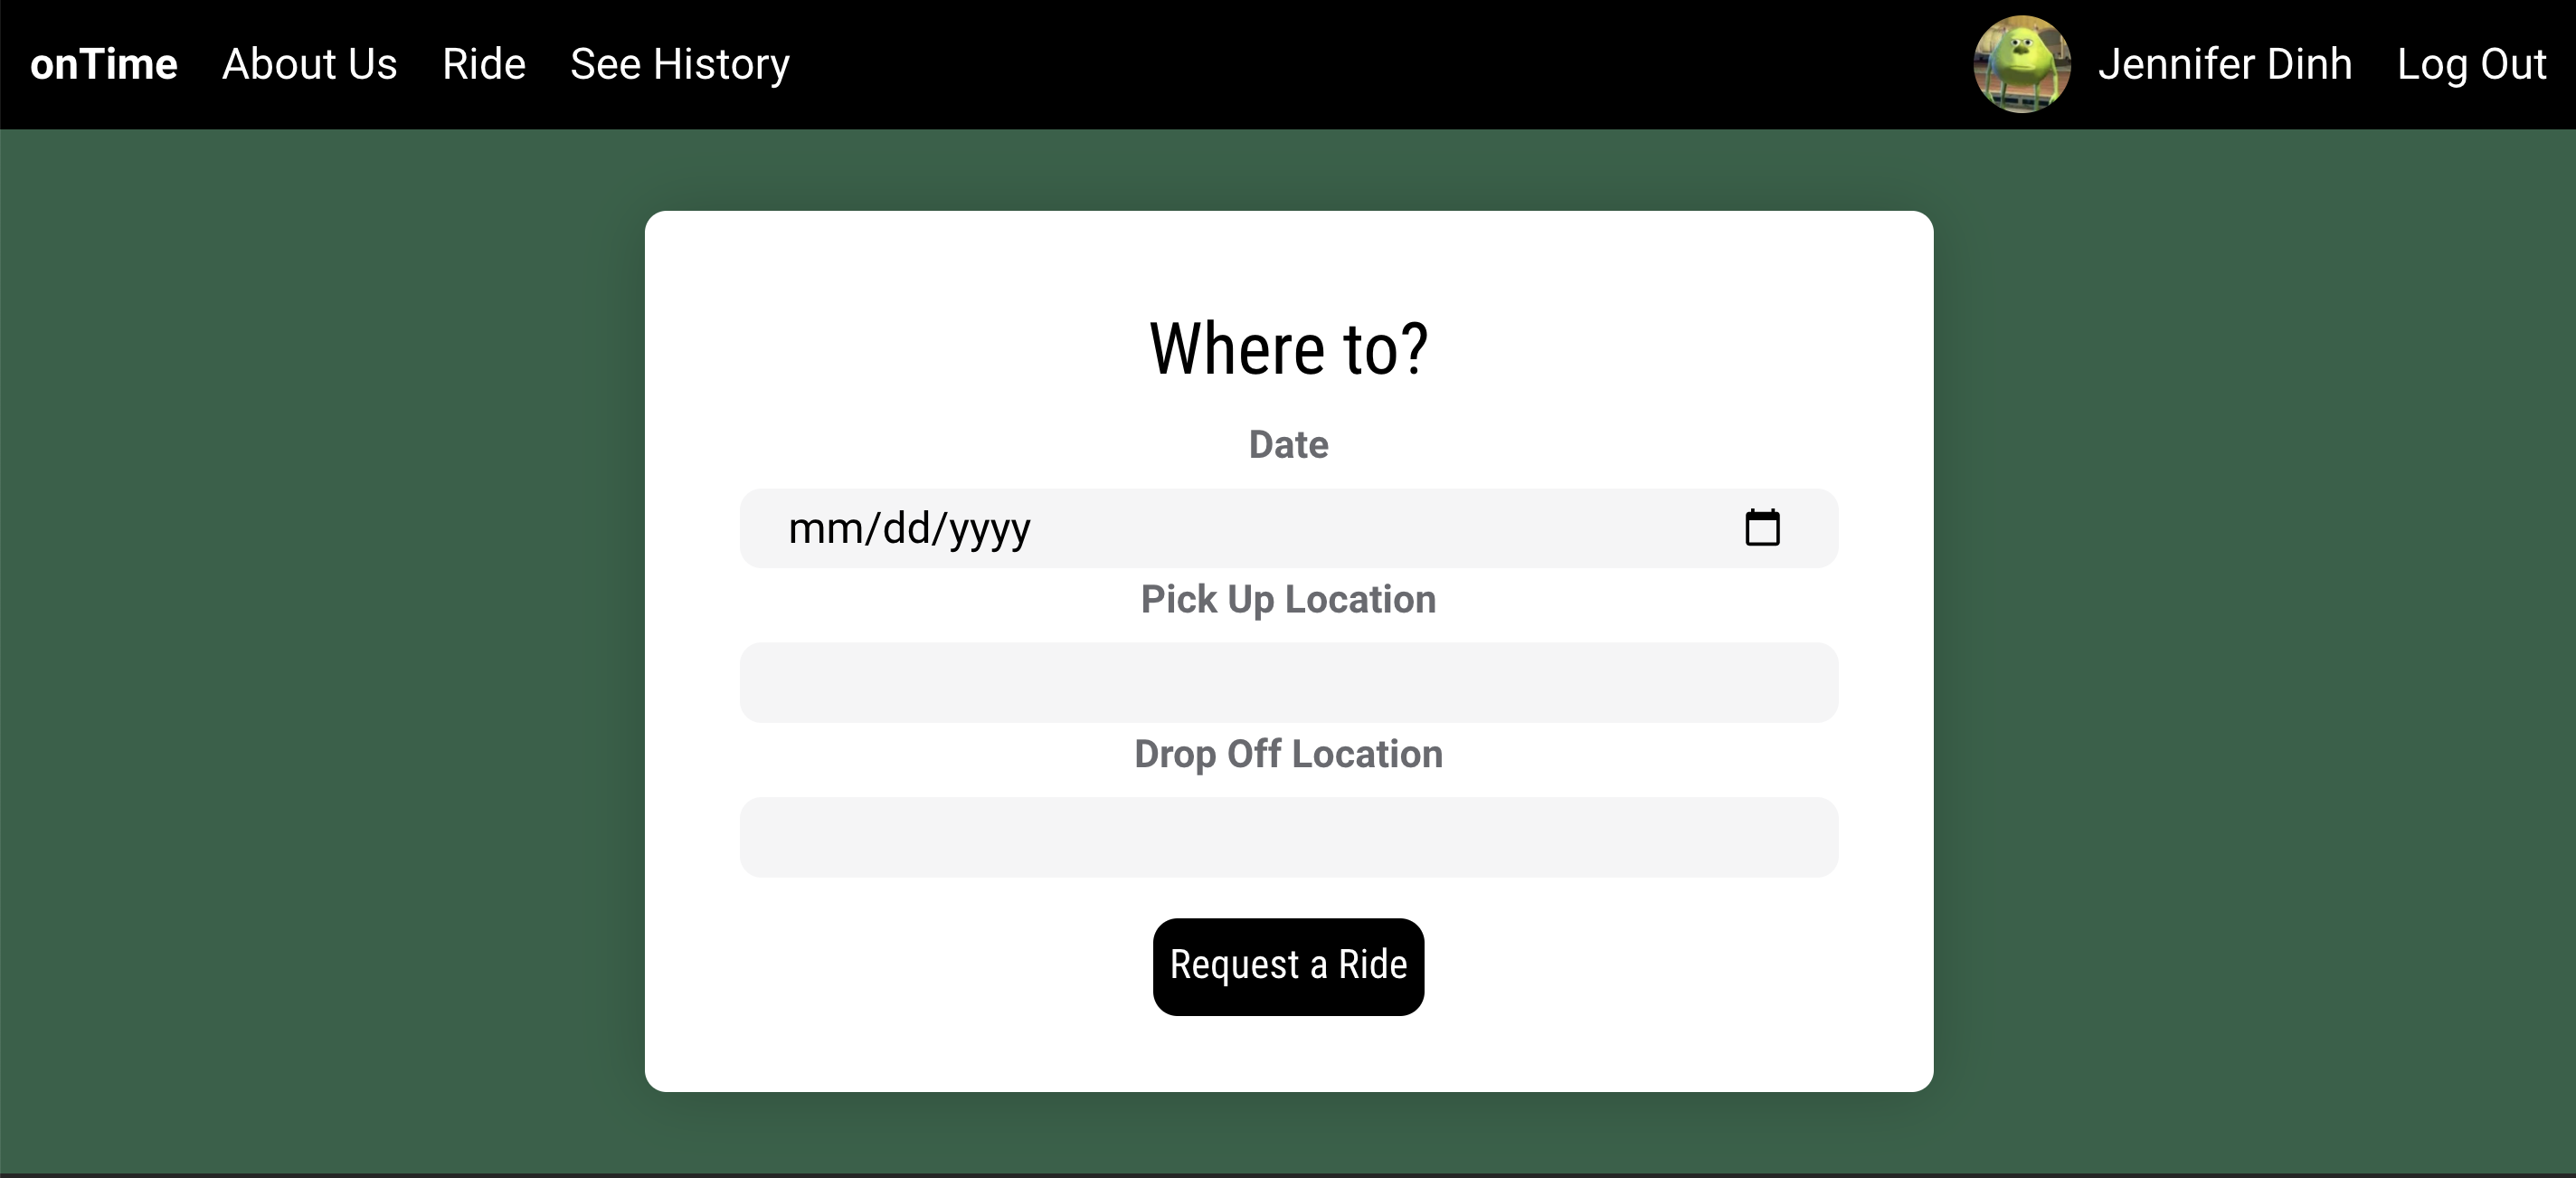 onTime About Us Ride See History Jennifer Dinh Log Out
Where to?
Date
mm/dd/yyyy
Pick Up Location
Drop Off Location
Request a Ride